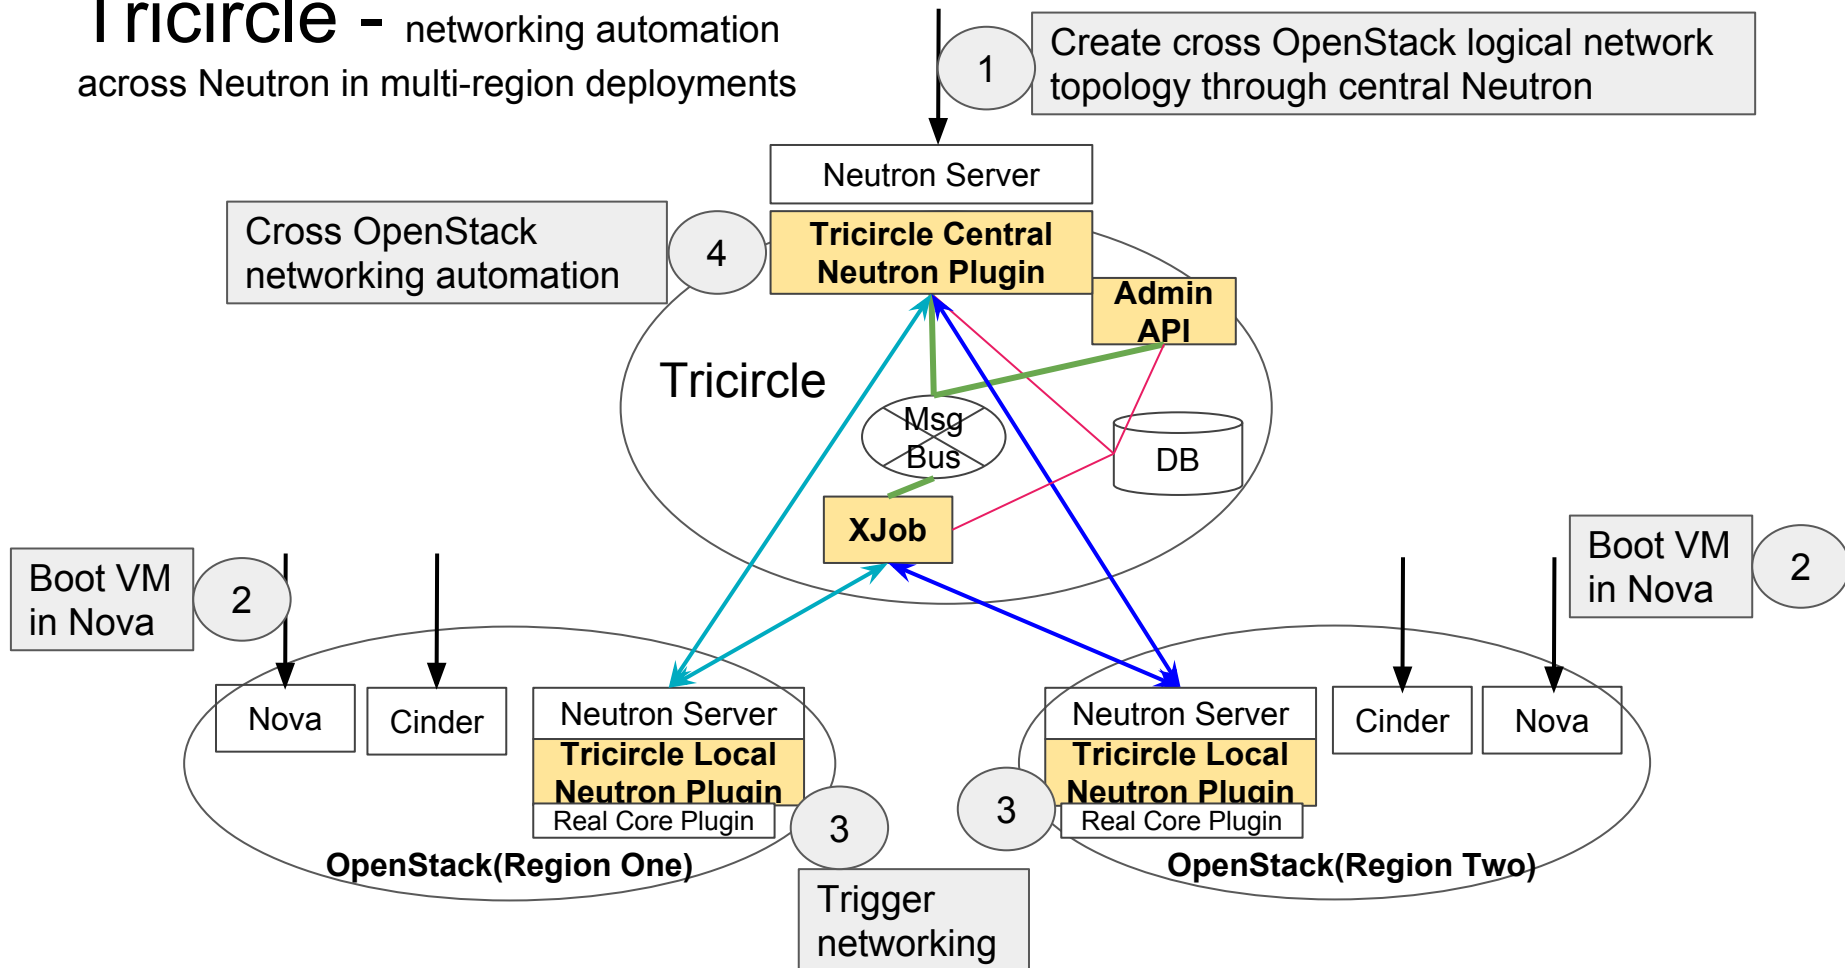 Tricircle - networking automation
across Neutron in multi-region deployments
1
Create cross OpenStack logical network
topology through central Neutron
Neutron Server
Cross OpenStack
networking automation
4
Tricircle Central
Neutron Plugin
Admin
API
Tricircle
Msg
Bus
DB
XJob
Boot VM
in Nova
2
Boot VM
in Nova
2
Nova
Cinder
Neutron Server
Tricircle Local
Neutron Plugin
Real Core Plugin
3
OpenStack(Region One)
Neutron Server
Tricircle Local
Neutron Plugin
Real Core Plugin
3
Cinder
Nova
OpenStack(Region Two)
Trigger
networking